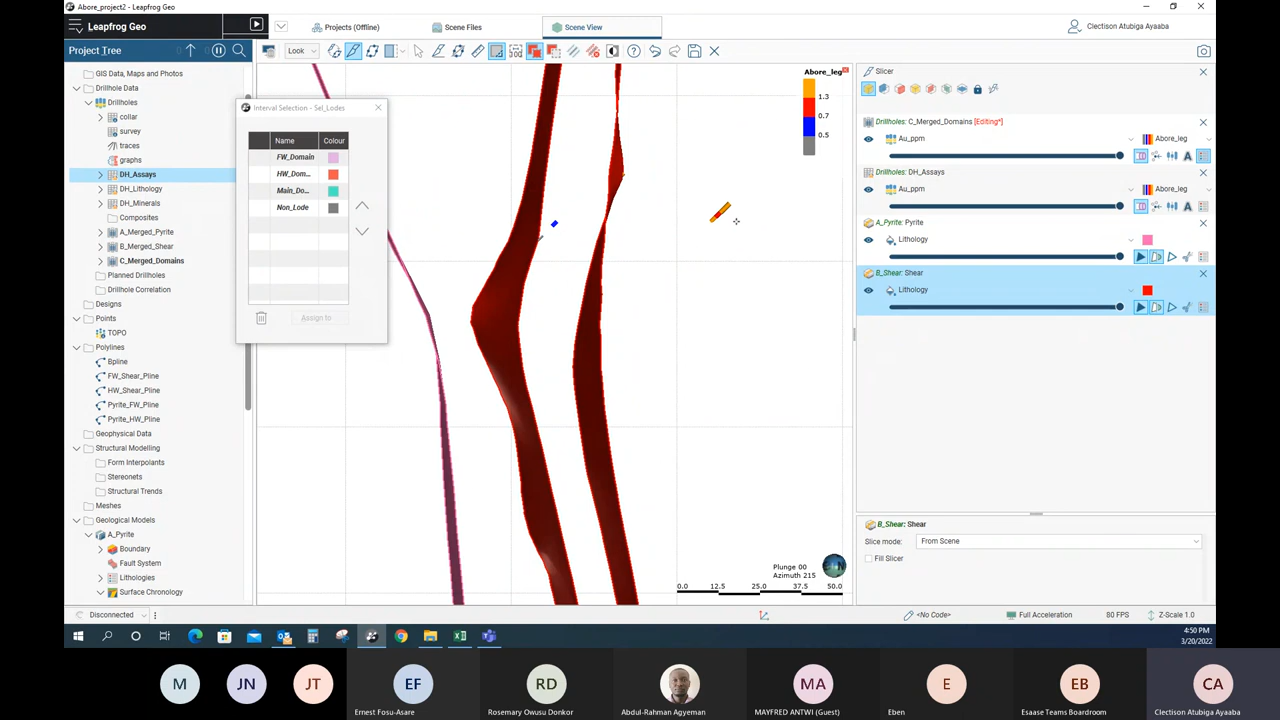 Abore_project2 - Leapfrog Geo
Leapfrog Geo
Projects (Offline)
Scene Files
Scene View
Clectison Atubiga Ayaaba
Project Tree
0
0
Look
GIS Data, Maps and Photos
Drillhole Data
Drillholes
collar
survey
traces
graphs
DH_Assays
DH_Lithology
DH_Minerals
Composites
A_Merged_Pyrite
B_Merged_Shear
C_Merged_Domains
Planned Drillholes
Drillhole Correlation
Designs
Points
TOPO
Polylines
Bpline
FW_Shear_Pline
HW_Shear_Pline
Pyrite_FW_Pline
Pyrite_HW_Pline
Geophysical Data
Structural Modelling
Form Interpolants
Stereonets
Structural Trends
Meshes
Geological Models
A_Pyrite
Boundary
Fault System
Lithologies
Surface Chronology
Interval Selection - Sel_Lodes
Name Colour
FW_Domain
HW_Dom...
Main_Do...
Non_Lode
Assign to
Abore_leg
1.3
0.7
0.5
Plunge 00
Azimuth 215
0.0 12.5 25.0 37.5 50.0
Slicer
Drillholes: C_Merged_Domains [Editing*]
Au_ppm
Abore_leg
Drillholes: DH_Assays
Au_ppm
Abore_leg
A_Pyrite: Pyrite
Lithology
B_Shear: Shear
Lithology
B_Shear: Shear
Slice mode: From Scene
Fill Slicer
Disconnected
<No Code>
Full Acceleration
80 FPS
Z-Scale 1.0
4:50 PM
3/20/2022
M
JN
JT
EF
Ernest Fosu-Asare
RD
Rosemary Owusu Donkor
Abdul-Rahman Agyeman
MA
MAYFRED ANTWI (Guest)
E
Eben
EB
Esaase Teams Boardroom
CA
Clectison Atubiga Ayaaba